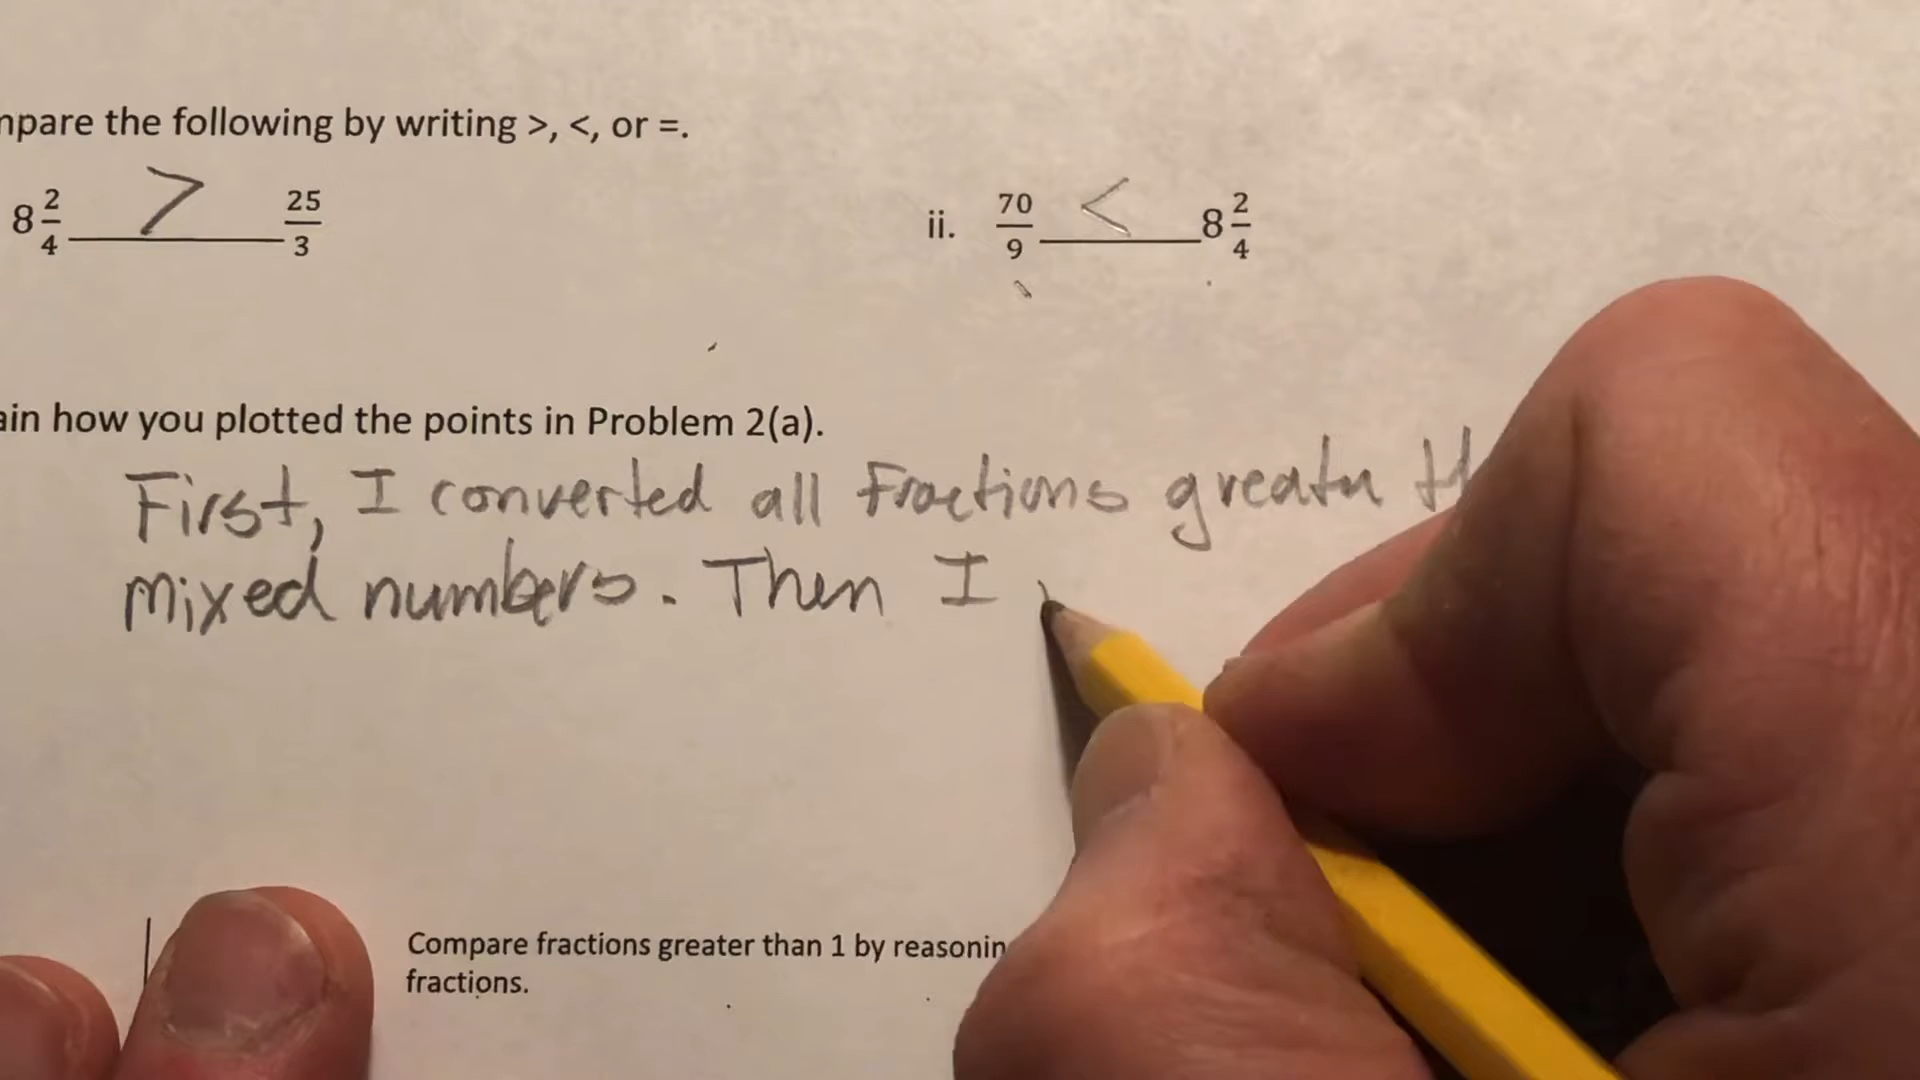 mpare the following by writing >, <, or =.
8 2/4 > 25/3
ii. 70/9 < 8 2/4
ain how you plotted the points in Problem 2(a).
First, I converted all fractions greater
mixed numbers. Then I
Compare fractions greater than 1 by reasonin
fractions.